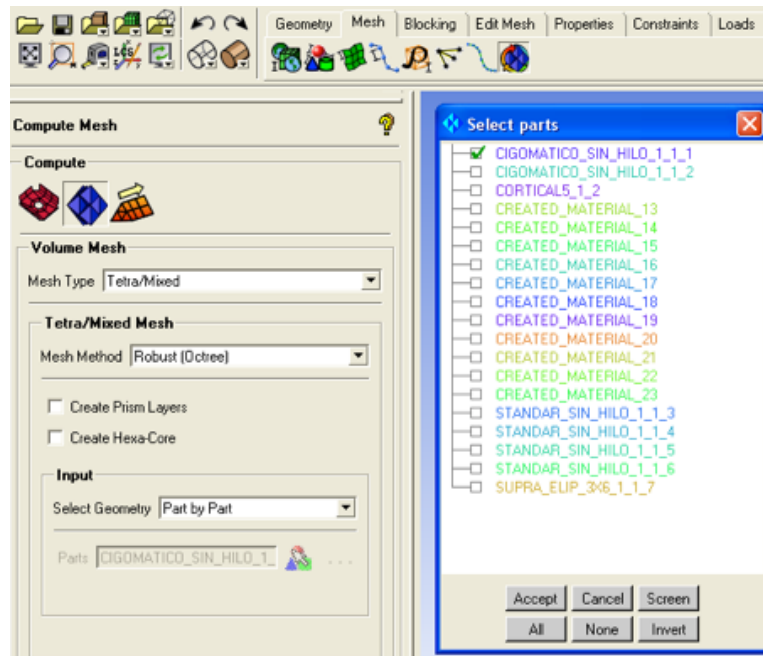 Geometry Mesh Blocking Edit Mesh Properties Constraints Loads
Compute Mesh
Compute
Volume Mesh
Mesh Type Tetra/Mixed
Tetra/Mixed Mesh
Mesh Method Robust (Octree)
Create Prism Layers
Create Hexa-Core
Input
Select Geometry Part by Part
Parts CIGOMATICO_SIN_HILO_1_ ...
Select parts
CIGOMATICO_SIN_HILO_1_1_1
CIGOMATICO_SIN_HILO_1_1_2
CORTICAL5_1_2
CREATED_MATERIAL_13
CREATED_MATERIAL_14
CREATED_MATERIAL_15
CREATED_MATERIAL_16
CREATED_MATERIAL_17
CREATED_MATERIAL_18
CREATED_MATERIAL_19
CREATED_MATERIAL_20
CREATED_MATERIAL_21
CREATED_MATERIAL_22
CREATED_MATERIAL_23
STANDAR_SIN_HILO_1_1_3
STANDAR_SIN_HILO_1_1_4
STANDAR_SIN_HILO_1_1_5
STANDAR_SIN_HILO_1_1_6
SUPRA_ELIP_3X6_1_1_7
Accept Cancel Screen
All None Invert